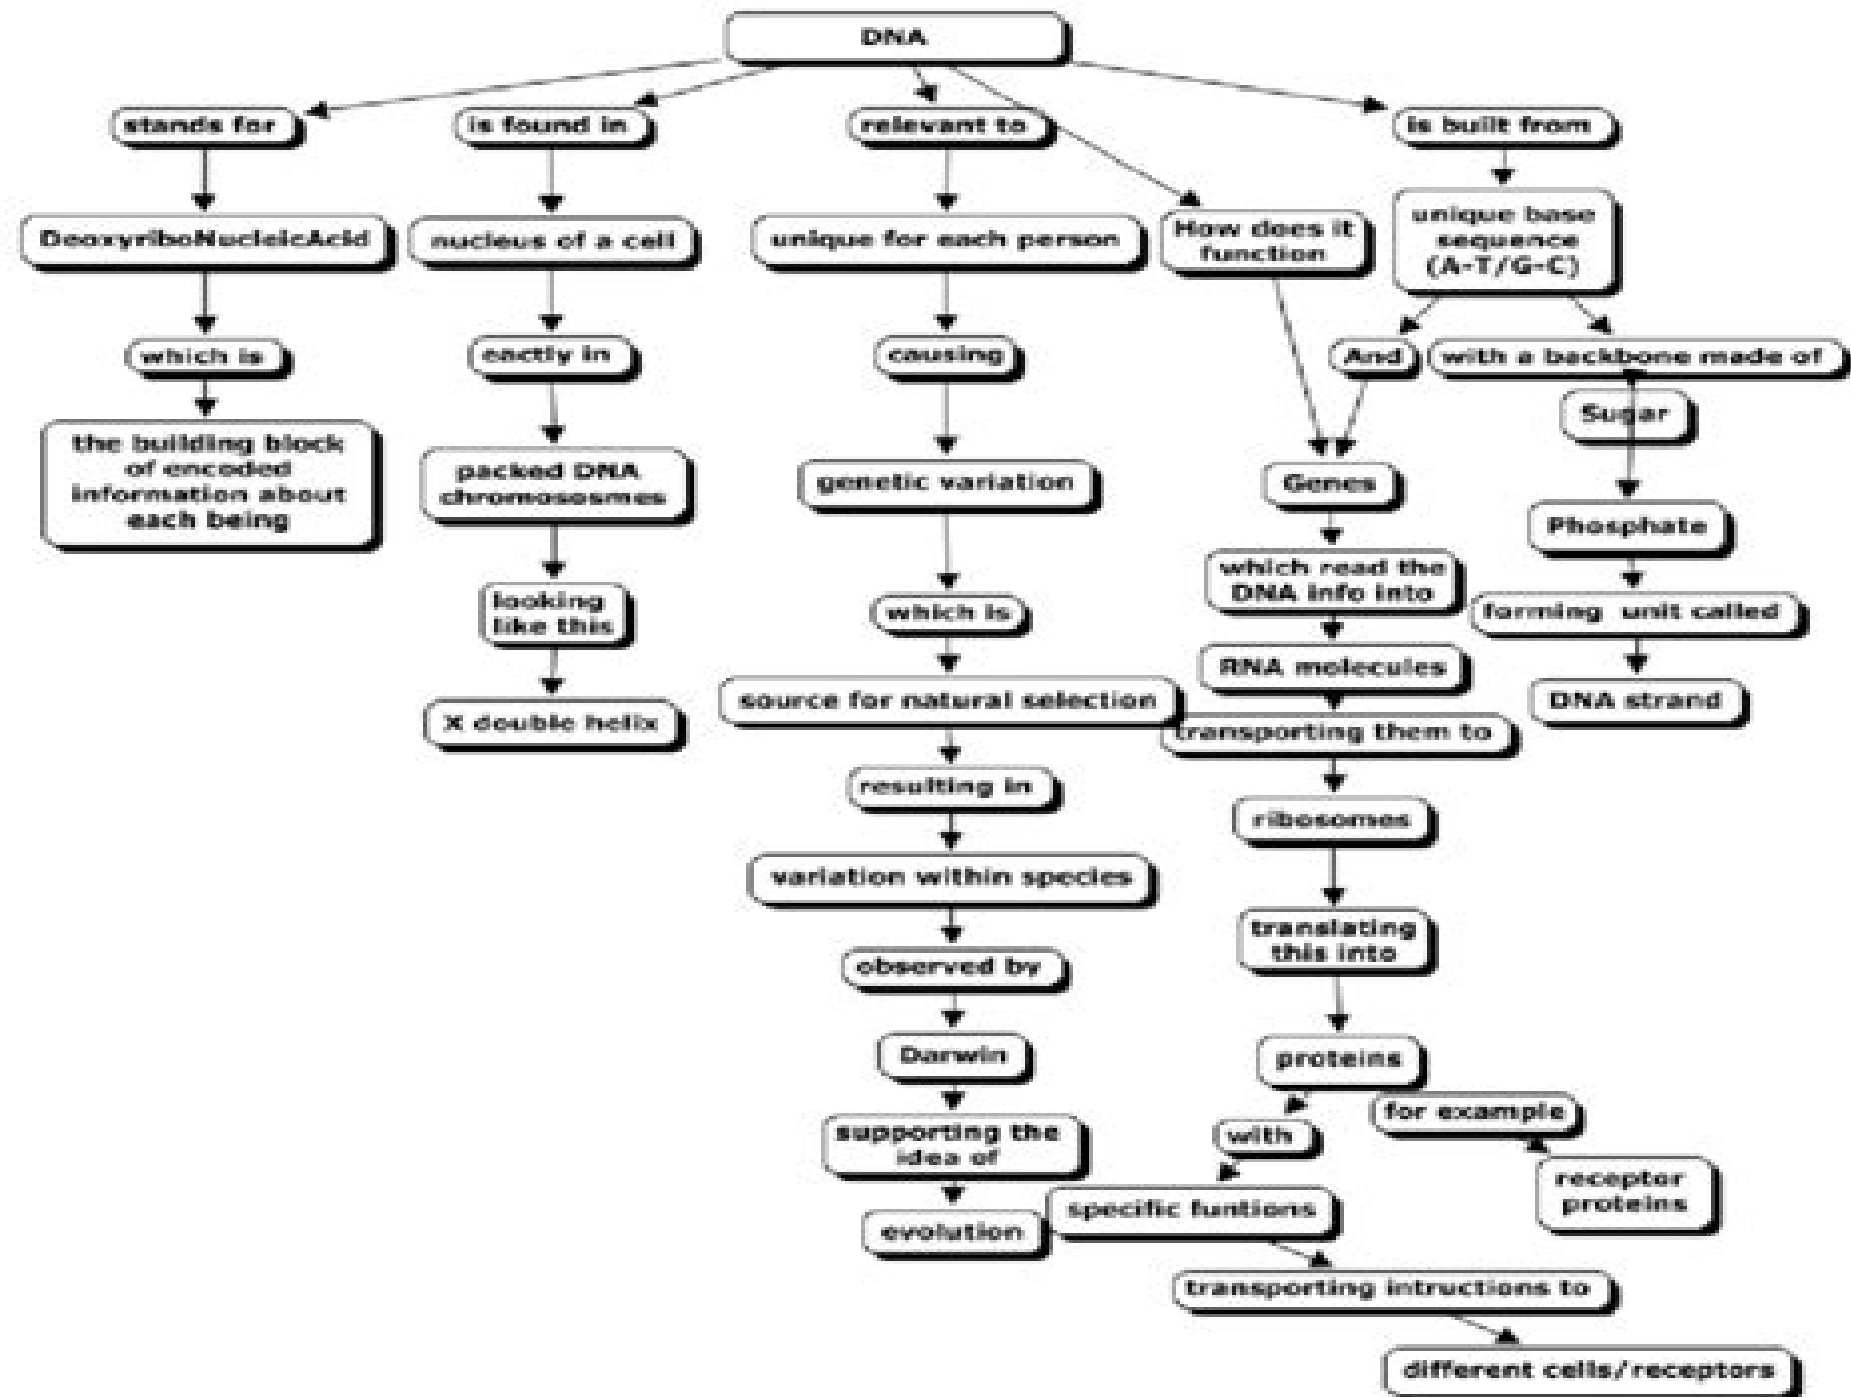 DNA
stands for
is found in
relevant to
is built from
DeoxyriboNucleicAcid
nucleus of a cell
unique for each person
How does it
function
unique base
sequence
(A-T/G-C)
which is
eactly in
causing
And
with a backbone made of
Sugar
the building block
of encoded
information about
each being
packed DNA
chromososmes
genetic variation
Genes
Phosphate
which read the
DNA info into
looking
like this
which is
forming unit called
RNA molecules
source for natural selection
DNA strand
X double helix
transporting them to
resulting in
ribosomes
variation within species
translating
this into
observed by
Darwin
proteins
for example
supporting the
idea of
with
receptor
proteins
specific funtions
evolution
transporting intructions to
different cells/receptors